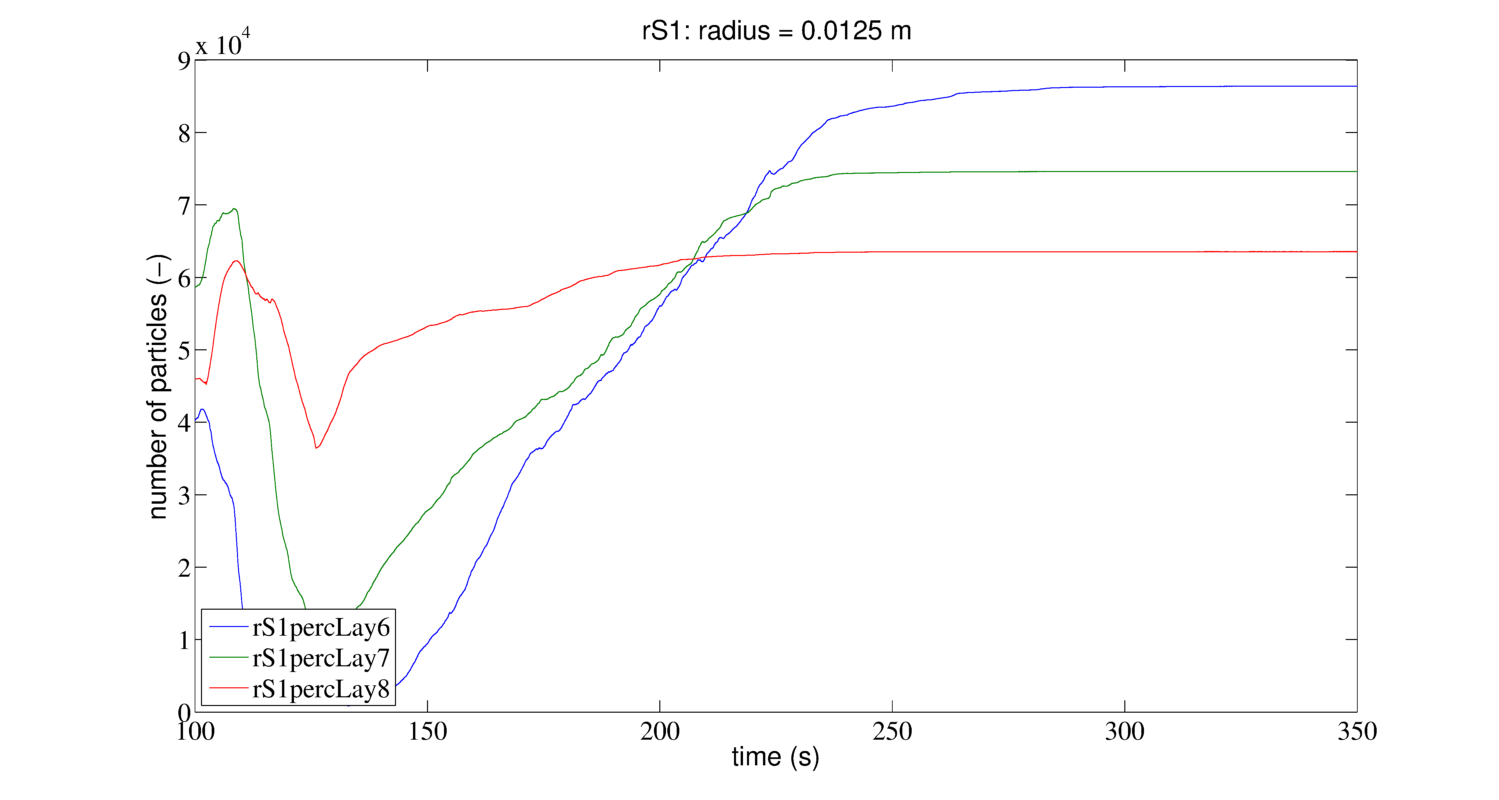 rS1: radius = 0.0125 m
x 10^4
9
8
7
6
5
4
3
2
1
0
number of particles (−)
rS1percLay6
rS1percLay7
rS1percLay8
100 150 200 250 300 350
time (s)